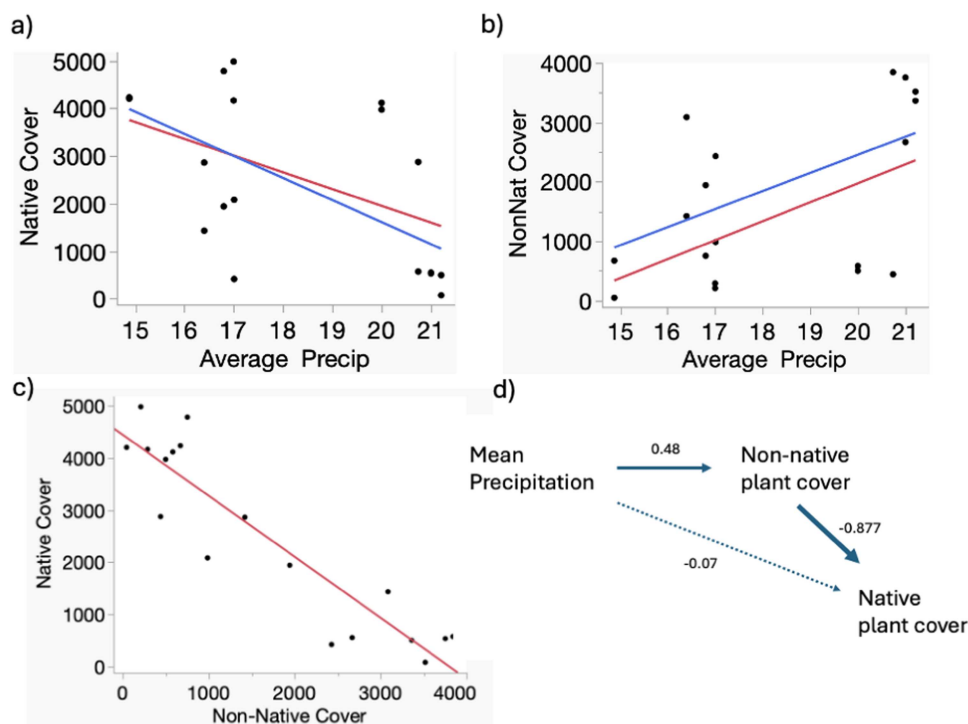 a)
5000
4000
3000
2000
1000
0
Native Cover
15 16 17 18 19 20 21
Average Precip
b)
4000
3000
2000
1000
0
NonNat Cover
15 16 17 18 19 20 21
Average Precip
c)
5000
4000
3000
2000
1000
0
Native Cover
0 1000 2000 3000 4000
Non-Native Cover
d)
Mean
Precipitation
0.48
Non-native
plant cover
-0.877
-0.07
Native
plant cover